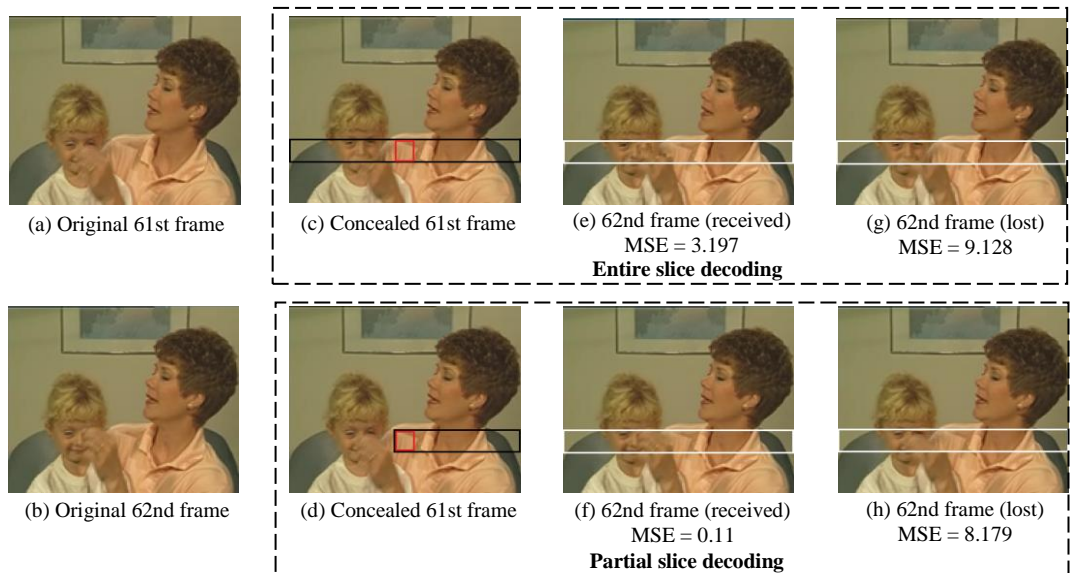 (a) Original 61st frame
(c) Concealed 61st frame
(e) 62nd frame (received)
MSE = 3.197
(g) 62nd frame (lost)
MSE = 9.128
Entire slice decoding
(b) Original 62nd frame
(d) Concealed 61st frame
(f) 62nd frame (received)
MSE = 0.11
(h) 62nd frame (lost)
MSE = 8.179
Partial slice decoding